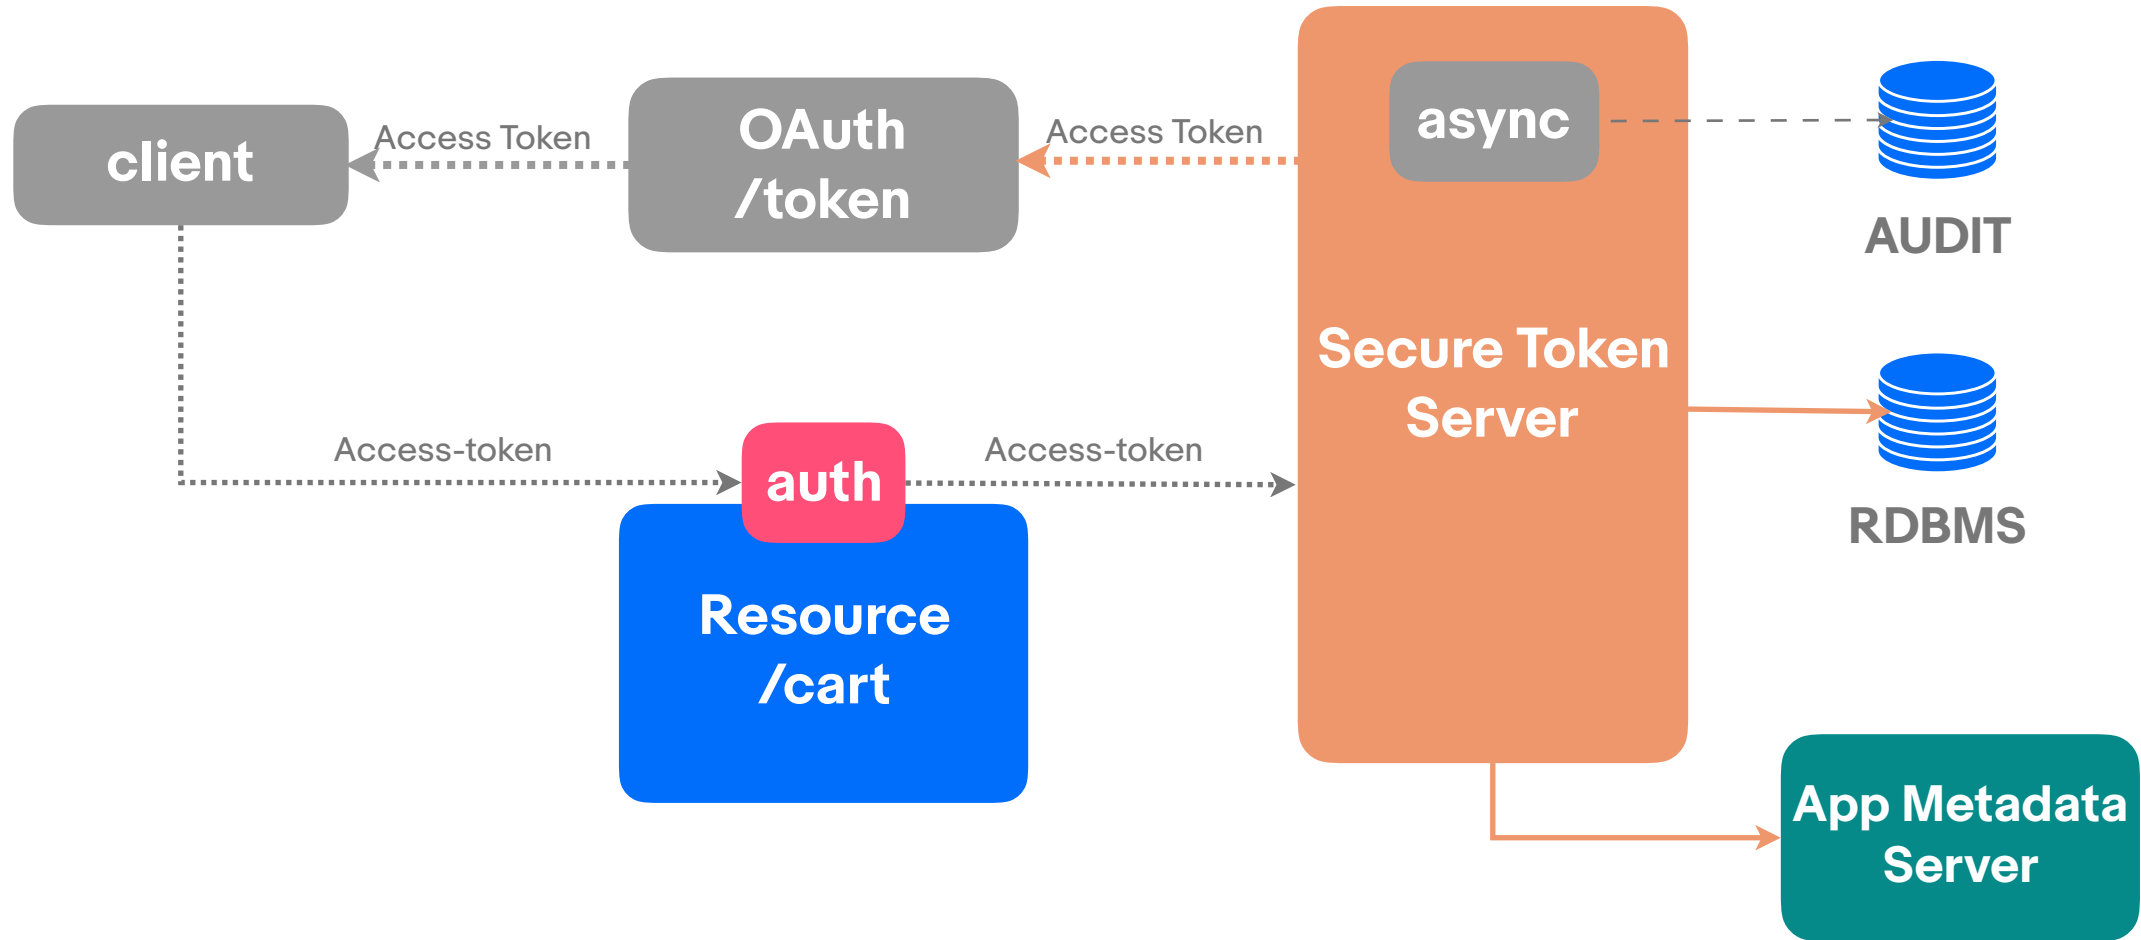 client
Access Token
OAuth
/token
Access Token
async
AUDIT
Secure Token
Server
RDBMS
Access-token
auth
Access-token
Resource
/cart
App Metadata
Server